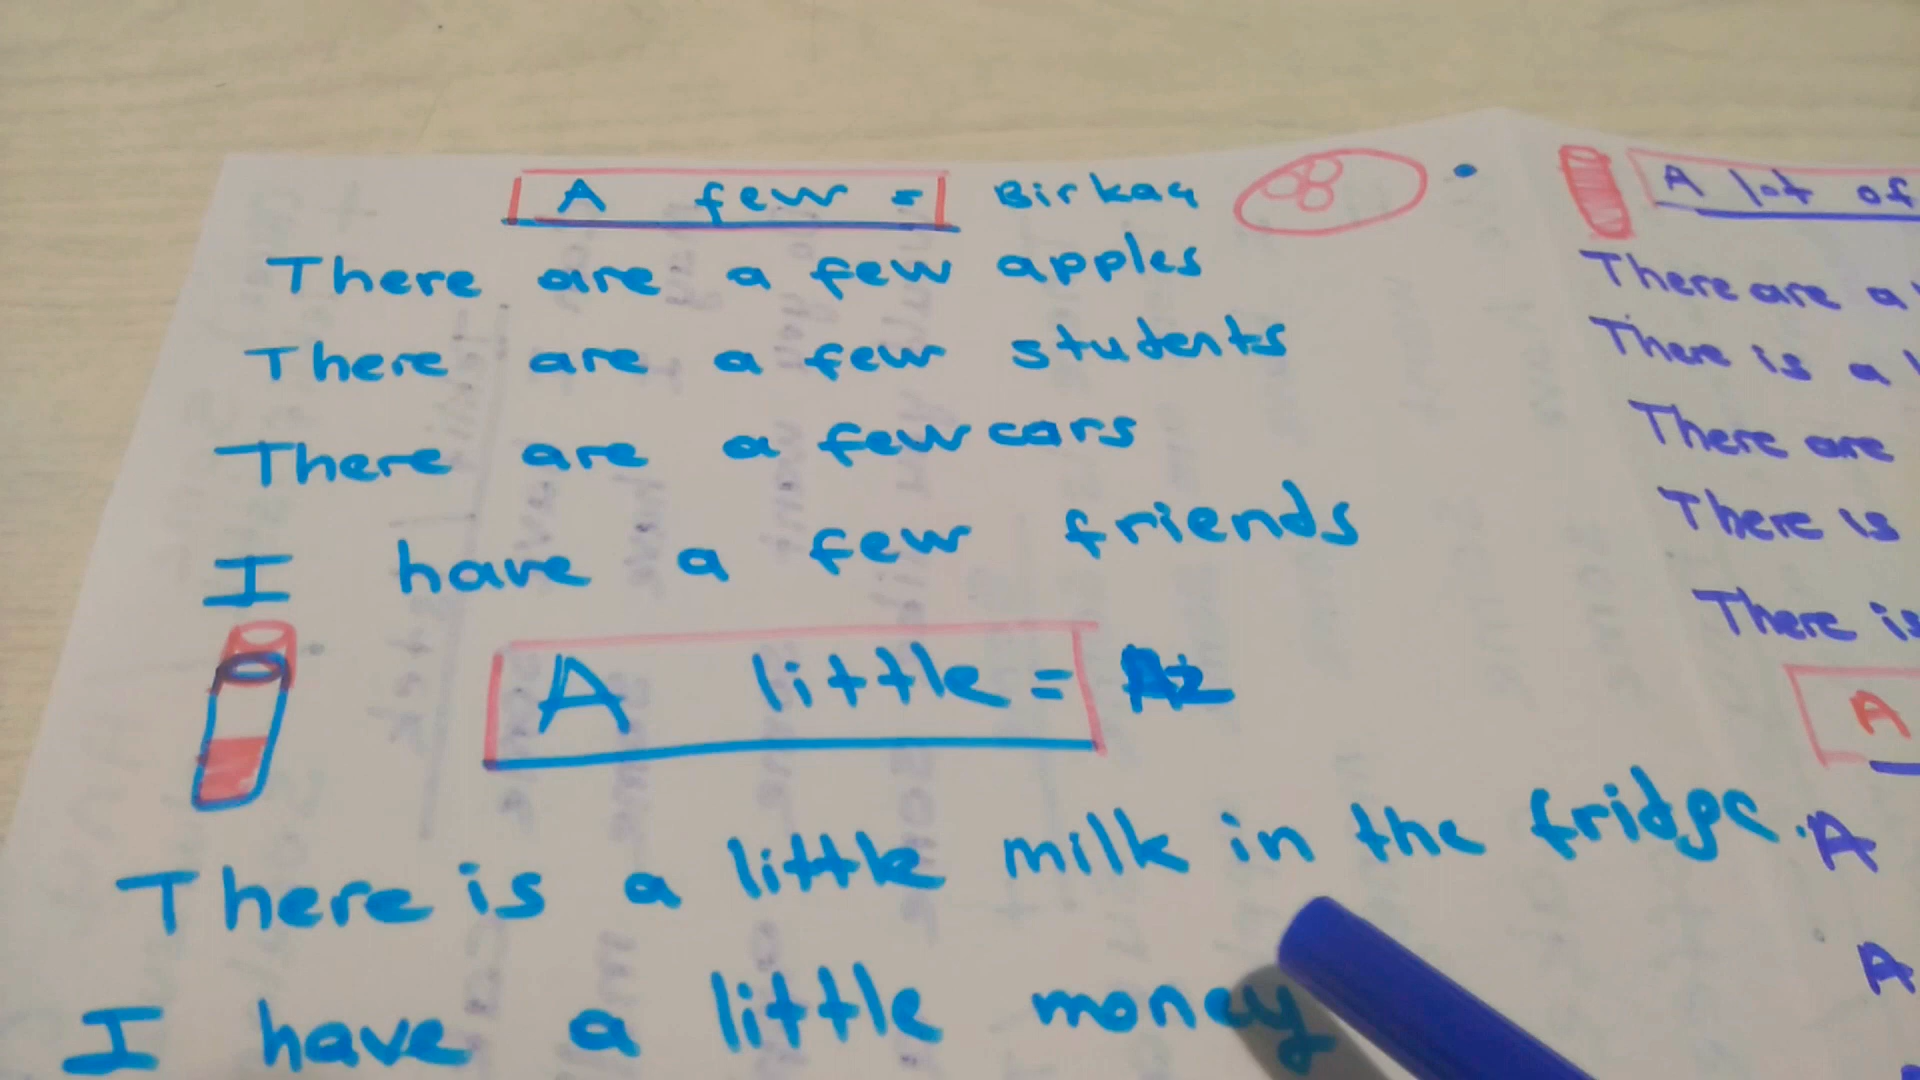 A few = Birkaç
There are a few apples
There are a few students
There are a few cars
I have a few friends
A little = Az
There is a little milk in the fridge.
I have a little money
A lot of
There are a
There is a
There are
There is
There is
A
A
A